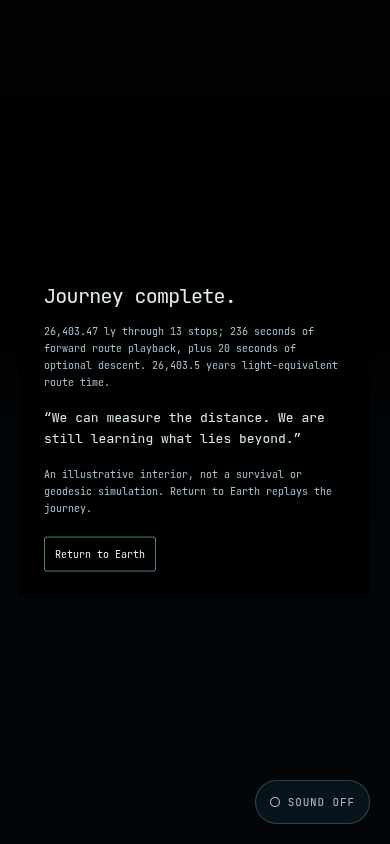 Journey complete.
26,403.47 ly through 13 stops; 236 seconds of
forward route playback, plus 20 seconds of
optional descent. 26,403.5 years light-equivalent
route time.
“We can measure the distance. We are
still learning what lies beyond.”
An illustrative interior, not a survival or
geodesic simulation. Return to Earth replays the
journey.
Return to Earth
SOUND OFF